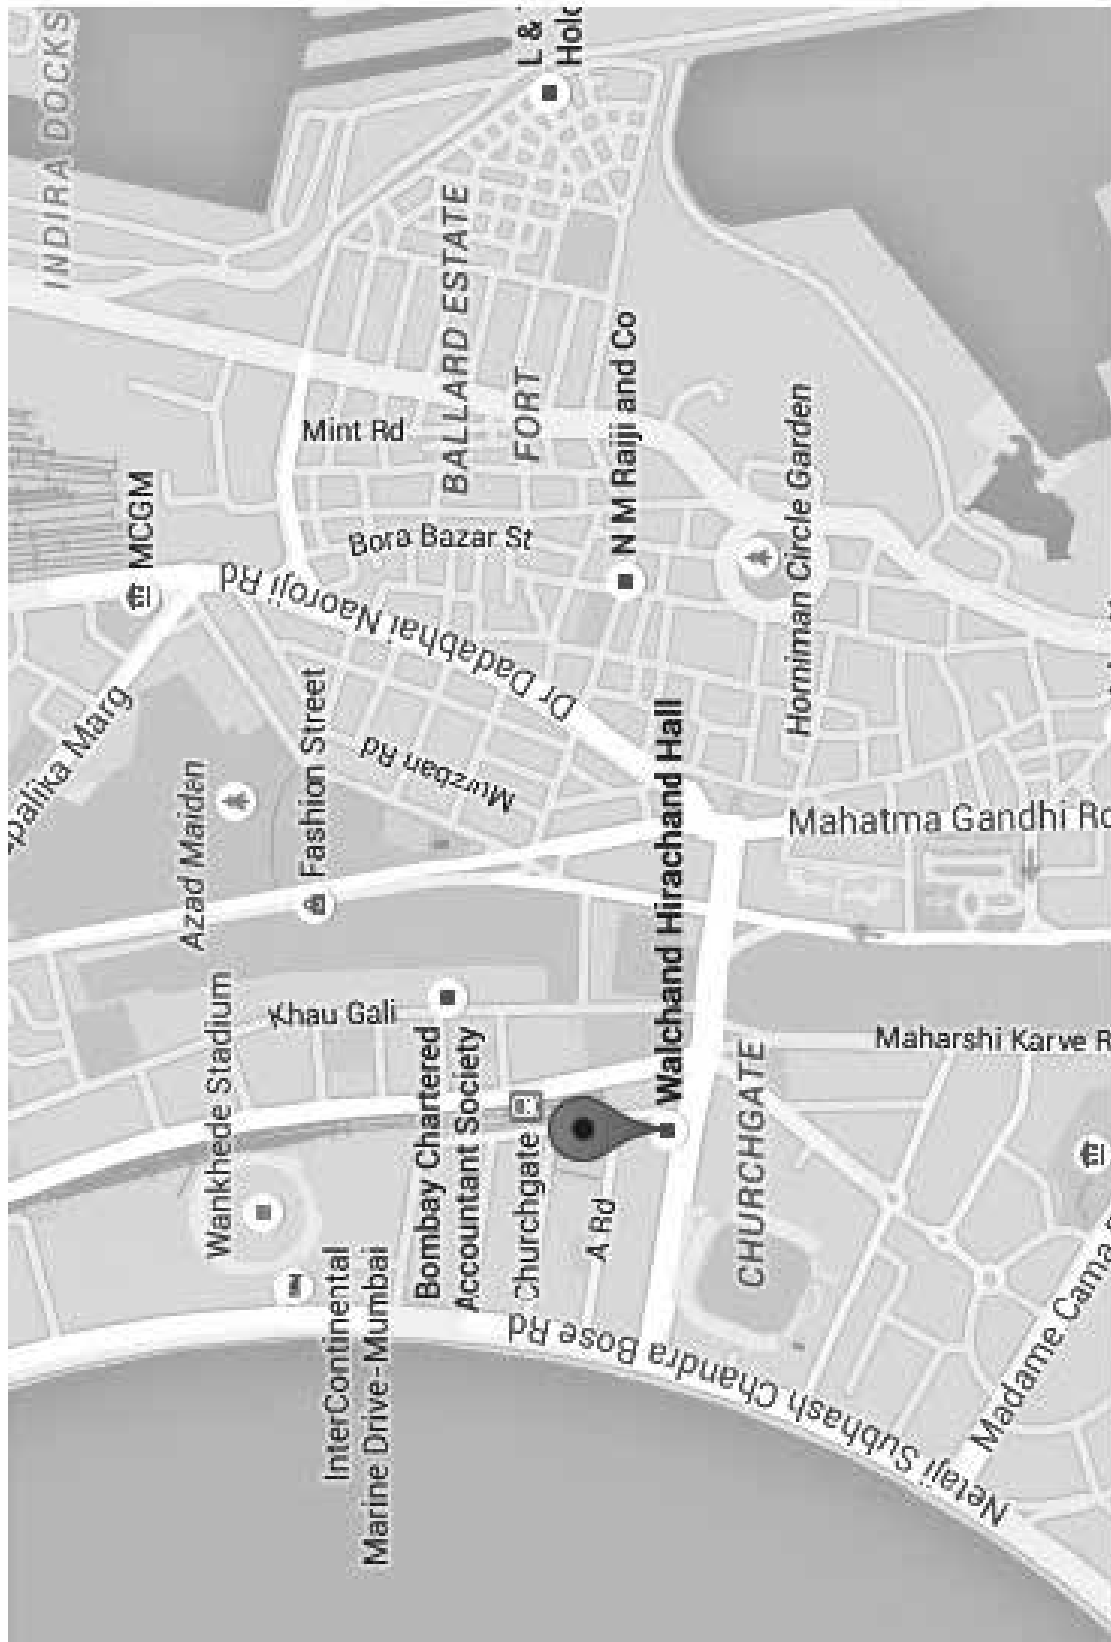 INDIRA DOCKS
L &
BALLARD ESTATE
FORT
Mint Rd
N M Raiji and Co
MCGM
Bora Bazar St
Horniman Circle Garden
Dr Dadabhai Naoroji Rd
Marg
Fashion Street
Murzban Rd
Azad Maiden
Walchand Hirachand Hall
Mahatma Gandhi
Wankhede Stadium
Khau Gali
Maharshi Karve
Bombay Chartered
Accountant Society
Churchgate
CHURCHGATE
A Rd
InterContinental
Marine Drive-Mumbai
Netaji Subhash Chandra Bose Rd
Madame Cama